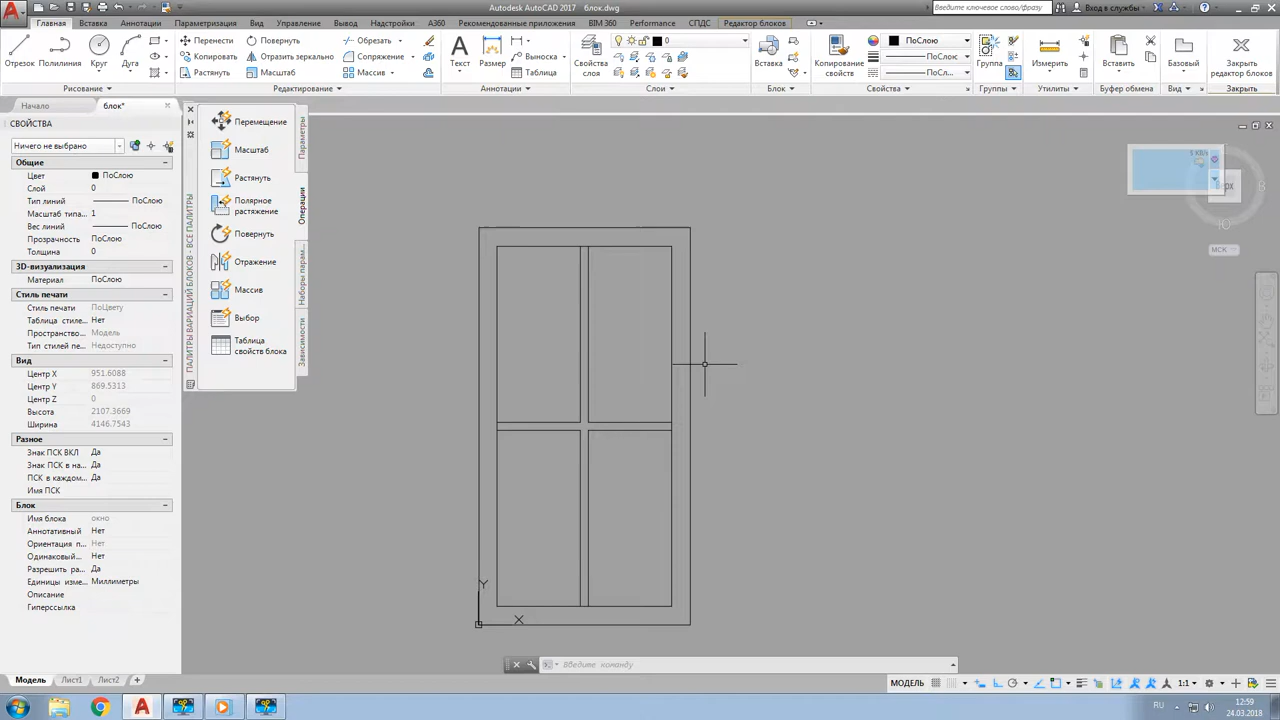 Autodesk AutoCAD 2017 блок.dwg
Введите ключевое слово/фразу
Вход в службы
Главная Вставка Аннотации Параметризация Вид Управление Вывод Надстройки A360 Рекомендованные приложения BIM 360 Performance СПДС Редактор блоков
Отрезок Полилиния Круг Дуга
Перенести Повернуть Обрезать
Копировать Отразить зеркально Сопряжение
Растянуть Масштаб Массив
Текст Размер Выноска Таблица
Свойства слоя
0
Вставка
Копирование свойств
ПоСлою
ПоСлою
ПоСл...
Группа
Измерить
Вставить
Базовый
Закрыть редактор блоков
Рисование Редактирование Аннотации Слои Блок Свойства Группы Утилиты Буфер обмена Вид Закрыть
Начало блок*
СВОЙСТВА
Ничего не выбрано
Общие
Цвет ПоСлою
Слой 0
Тип линий ПоСлою
Масштаб типа... 1
Вес линий ПоСлою
Прозрачность ПоСлою
Толщина 0
3D-визуализация
Материал ПоСлою
Стиль печати
Стиль печати ПоЦвету
Таблица стиле... Нет
Пространство... Модель
Тип стилей пе... Недоступно
Вид
Центр X 951.6088
Центр Y 869.5313
Центр Z 0
Высота 2107.3669
Ширина 4146.7543
Разное
Знак ПСК ВКЛ Да
Знак ПСК в на... Да
ПСК в каждом... Да
Имя ПСК
Блок
Имя блока окно
Аннотативный Нет
Ориентация п... Нет
Одинаковый... Нет
Разрешить ра... Да
Единицы изме... Миллиметры
Описание
Гиперссылка
Перемещение
Масштаб
Растянуть
Полярное растяжение
Повернуть
Отражение
Массив
Выбор
Таблица свойств блока
Параметры
Операции
Наборы парам...
Зависимости
ПАЛИТРЫ ВАРИАЦИЙ БЛОКОВ - ВСЕ ПАЛИТРЫ
5 KB/s
В
Ю
МСК
Y
X
Введите команду
Модель Лист1 Лист2 +
МОДЕЛЬ
1:1
RU
12:59
24.03.2018